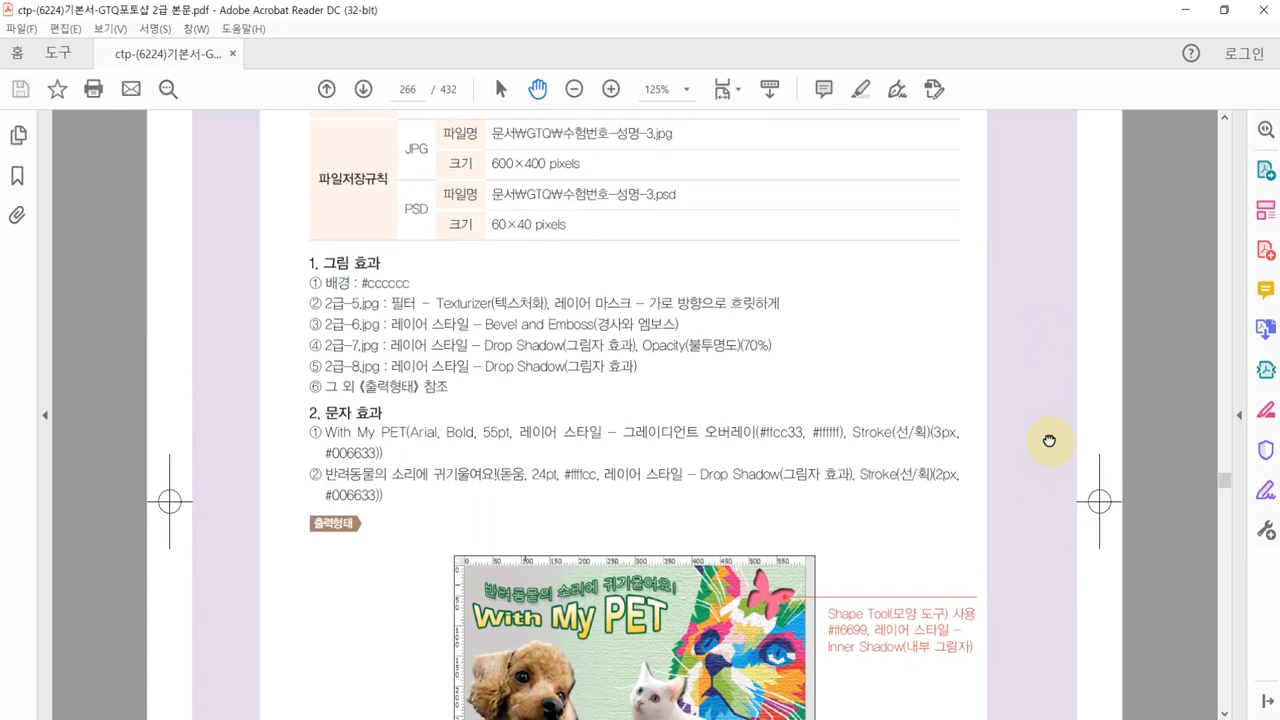 ctp-(6224)기본서-GTQ포토샵 2급 본문.pdf - Adobe Acrobat Reader DC (32-bit)
파일(F) 편집(E) 보기(V) 서명(S) 창(W) 도움말(H)
홈 도구 ctp-(6224)기본서-G... × 로그인
266 / 432 125%
파일저장규칙
JPG
파일명 문서₩GTQ₩수험번호-성명-3.jpg
크기 600×400 pixels
PSD
파일명 문서₩GTQ₩수험번호-성명-3.psd
크기 60×40 pixels
1. 그림 효과
① 배경 : #cccccc
② 2급-5.jpg : 필터 - Texturizer(텍스처화), 레이어 마스크 - 가로 방향으로 흐릿하게
③ 2급-6.jpg : 레이어 스타일 - Bevel and Emboss(경사와 엠보스)
④ 2급-7.jpg : 레이어 스타일 - Drop Shadow(그림자 효과), Opacity(불투명도)(70%)
⑤ 2급-8.jpg : 레이어 스타일 - Drop Shadow(그림자 효과)
⑥ 그 외 《출력형태》 참조
2. 문자 효과
① With My PET(Arial, Bold, 55pt, 레이어 스타일 - 그레이디언트 오버레이(#ffcc33, #ffffff), Stroke(선/획)(3px,
#006633))
② 반려동물의 소리에 귀기울여요!(돋움, 24pt, #ffffcc, 레이어 스타일 - Drop Shadow(그림자 효과), Stroke(선/획)(2px,
#006633))
출력형태
0 50 100 150 200 250 300 350 400 450 500 550
반려동물의 소리에 귀기울여요!
With My PET
Shape Tool(모양 도구) 사용
#ff6699, 레이어 스타일 -
Inner Shadow(내부 그림자)